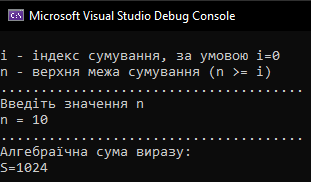 Microsoft Visual Studio Debug Console
i - індекс сумування, за умовою i=0
n - верхня межа сумування (n >= i)
......................................
Введіть значення n
n = 10
......................................
Алгебраїчна сума виразу:
S=1024